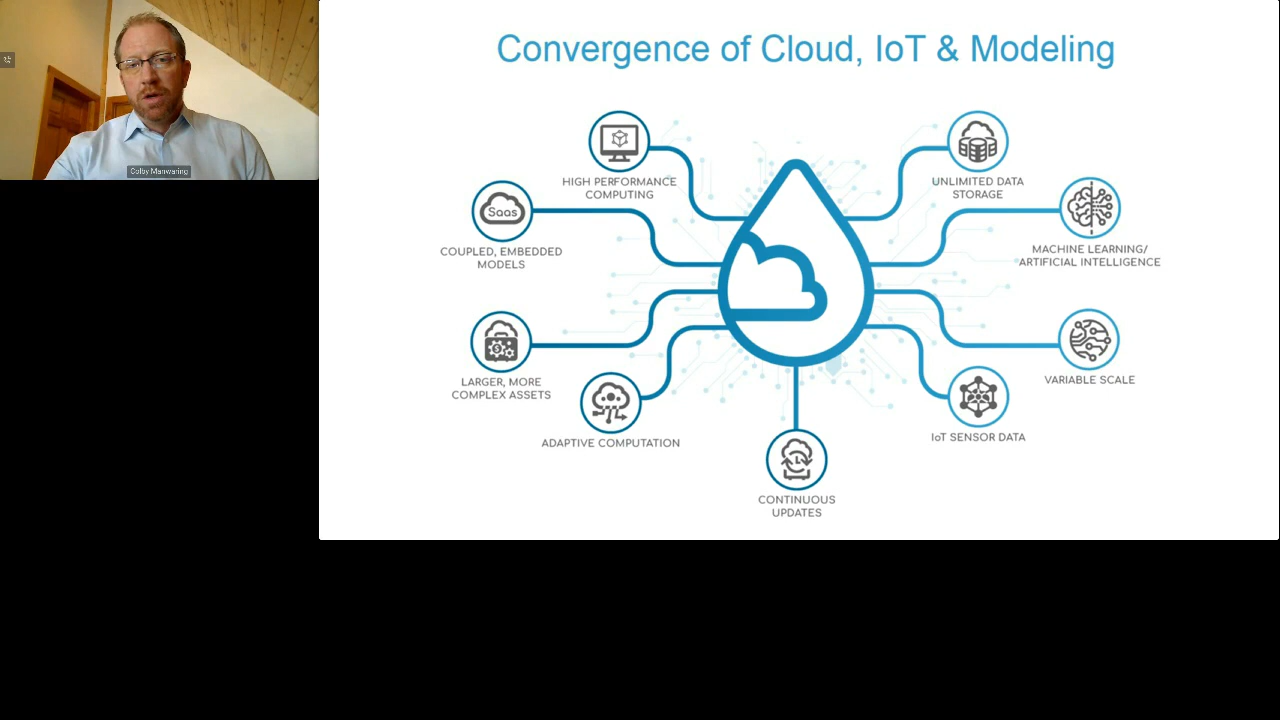 Convergence of Cloud, IoT & Modeling
Colby Manwaring
HIGH PERFORMANCE
COMPUTING
UNLIMITED DATA
STORAGE
SaaS
COUPLED, EMBEDDED
MODELS
MACHINE LEARNING/
ARTIFICIAL INTELLIGENCE
$
LARGER, MORE
COMPLEX ASSETS
VARIABLE SCALE
ADAPTIVE COMPUTATION
IoT SENSOR DATA
CONTINUOUS
UPDATES